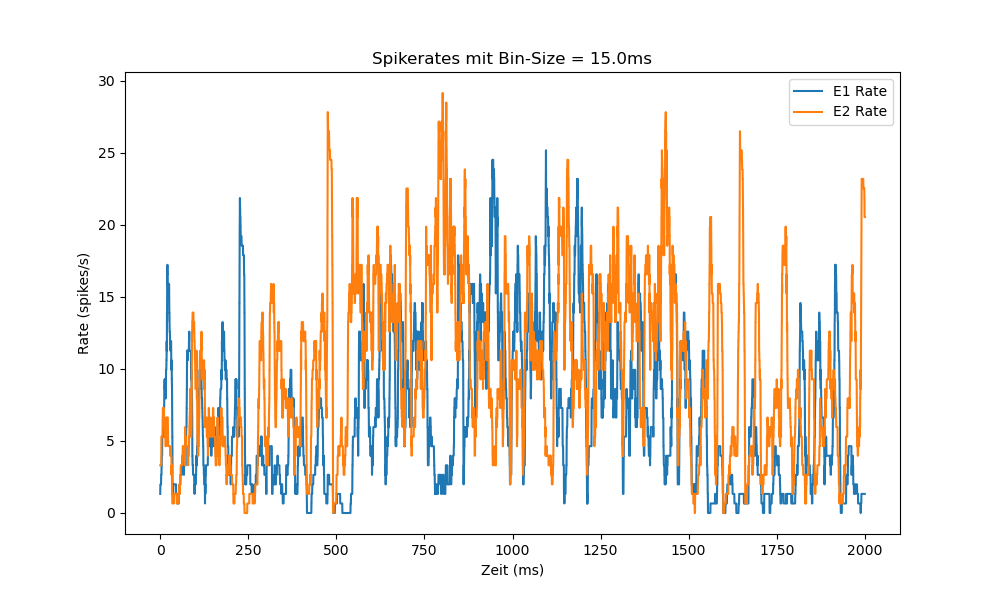 Spikerates mit Bin-Size = 15.0ms
E1 Rate
E2 Rate
Rate (spikes/s)
30
25
20
15
10
5
0
0 250 500 750 1000 1250 1500 1750 2000
Zeit (ms)